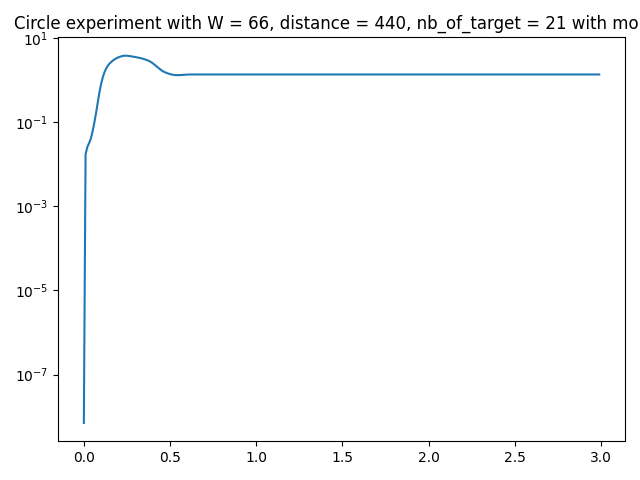 Circle experiment with W = 66, distance = 440, nb_of_target = 21 with mo
10^1
10^-1
10^-3
10^-5
10^-7
0.0 0.5 1.0 1.5 2.0 2.5 3.0